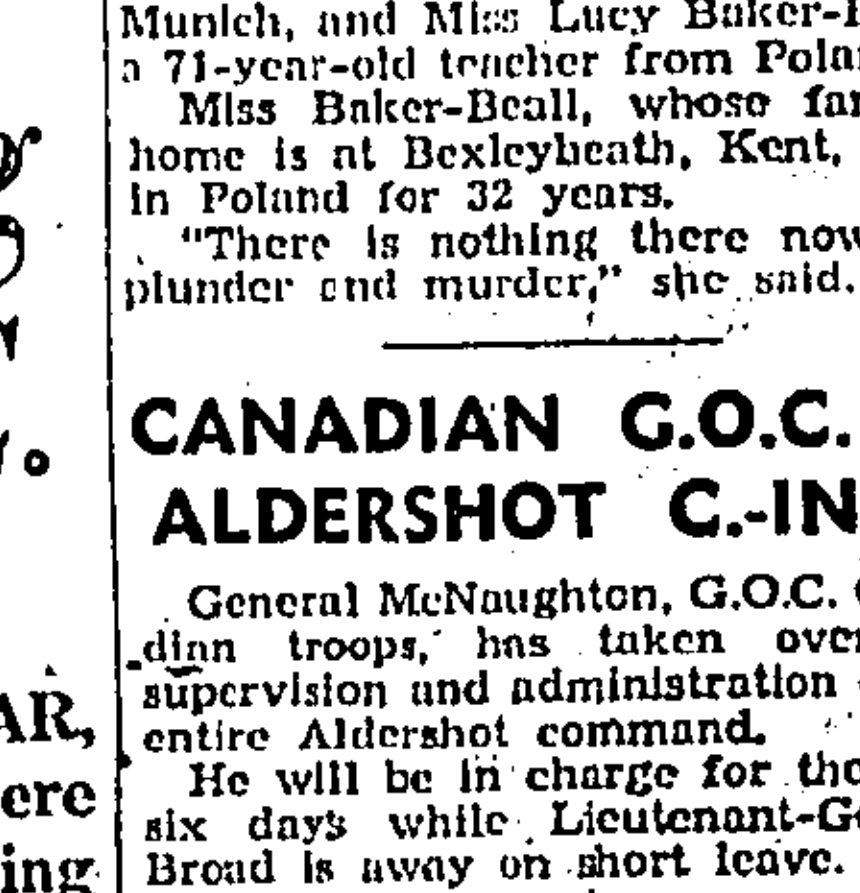 Munich, and Miss Lucy Baker-
a 71-year-old teacher from Pola
Miss Baker-Beall, whose fa
home is at Bexleyheath, Kent,
in Poland for 32 years.
"There is nothing there now
plunder and murder," she said.
CANADIAN G.O.C.
ALDERSHOT C.-IN
General McNaughton, G.O.C.
dian troops, has taken over
supervision and administration
entire Aldershot command.
He will be in charge for the
six days while Lieutenant-Ge
Broad is away on short leave.
AR,
ere
ing